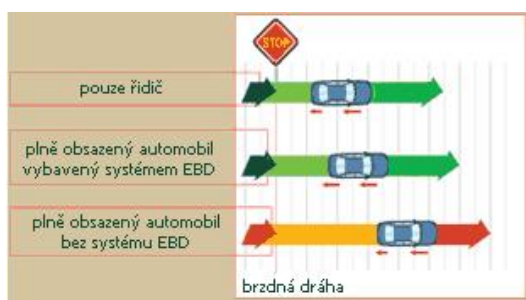 STOP
pouze řidič
plně obsazený automobil
vybavený systémem EBD
plně obsazený automobil
bez systému EBD
brzdná dráha